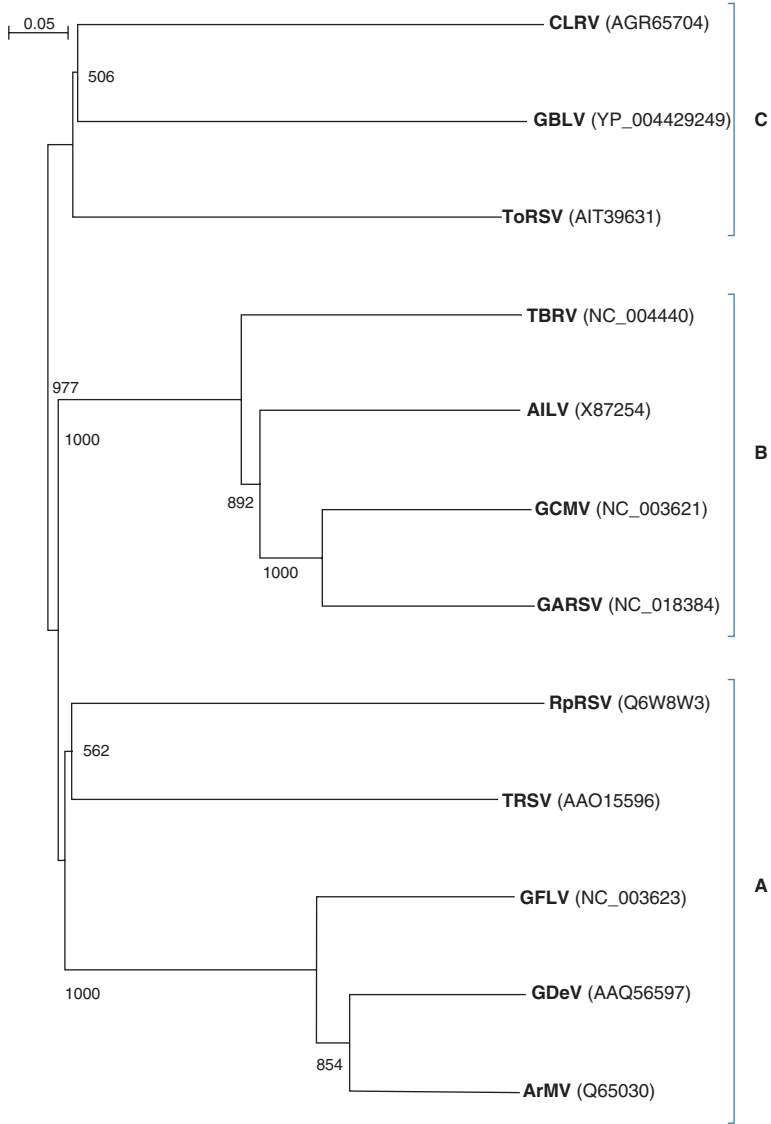 0.05
CLRV (AGR65704)
506
GBLV (YP_004429249)
C
ToRSV (AIT39631)
TBRV (NC_004440)
977
AILV (X87254)
1000
B
892
GCMV (NC_003621)
1000
GARSV (NC_018384)
RpRSV (Q6W8W3)
562
TRSV (AAO15596)
A
GFLV (NC_003623)
GDeV (AAQ56597)
1000
854
ArMV (Q65030)